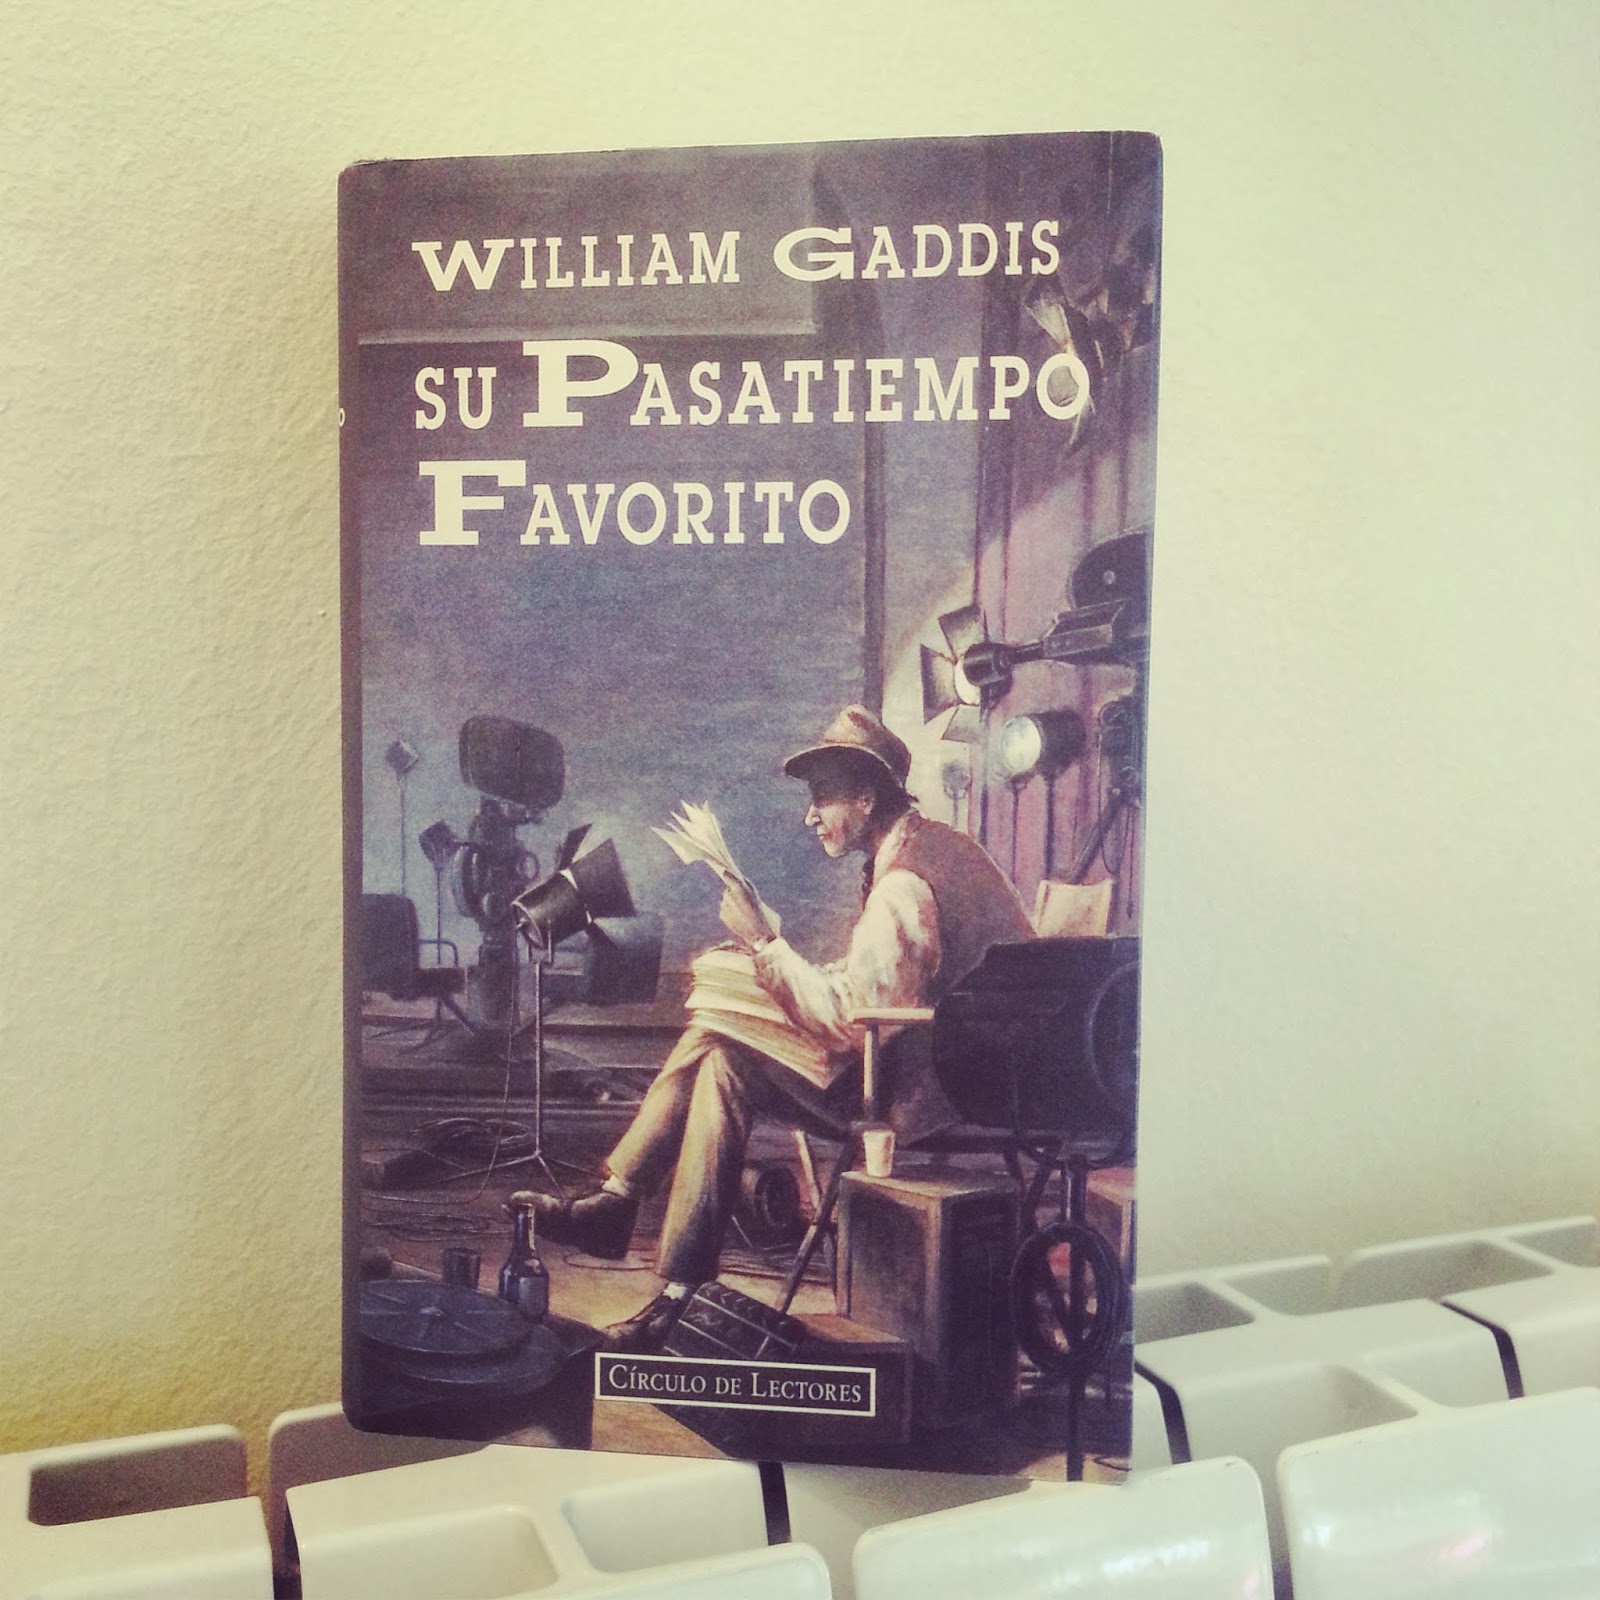 WILLIAM GADDIS
SU PASATIEMPO
FAVORITO
CÍRCULO DE LECTORES